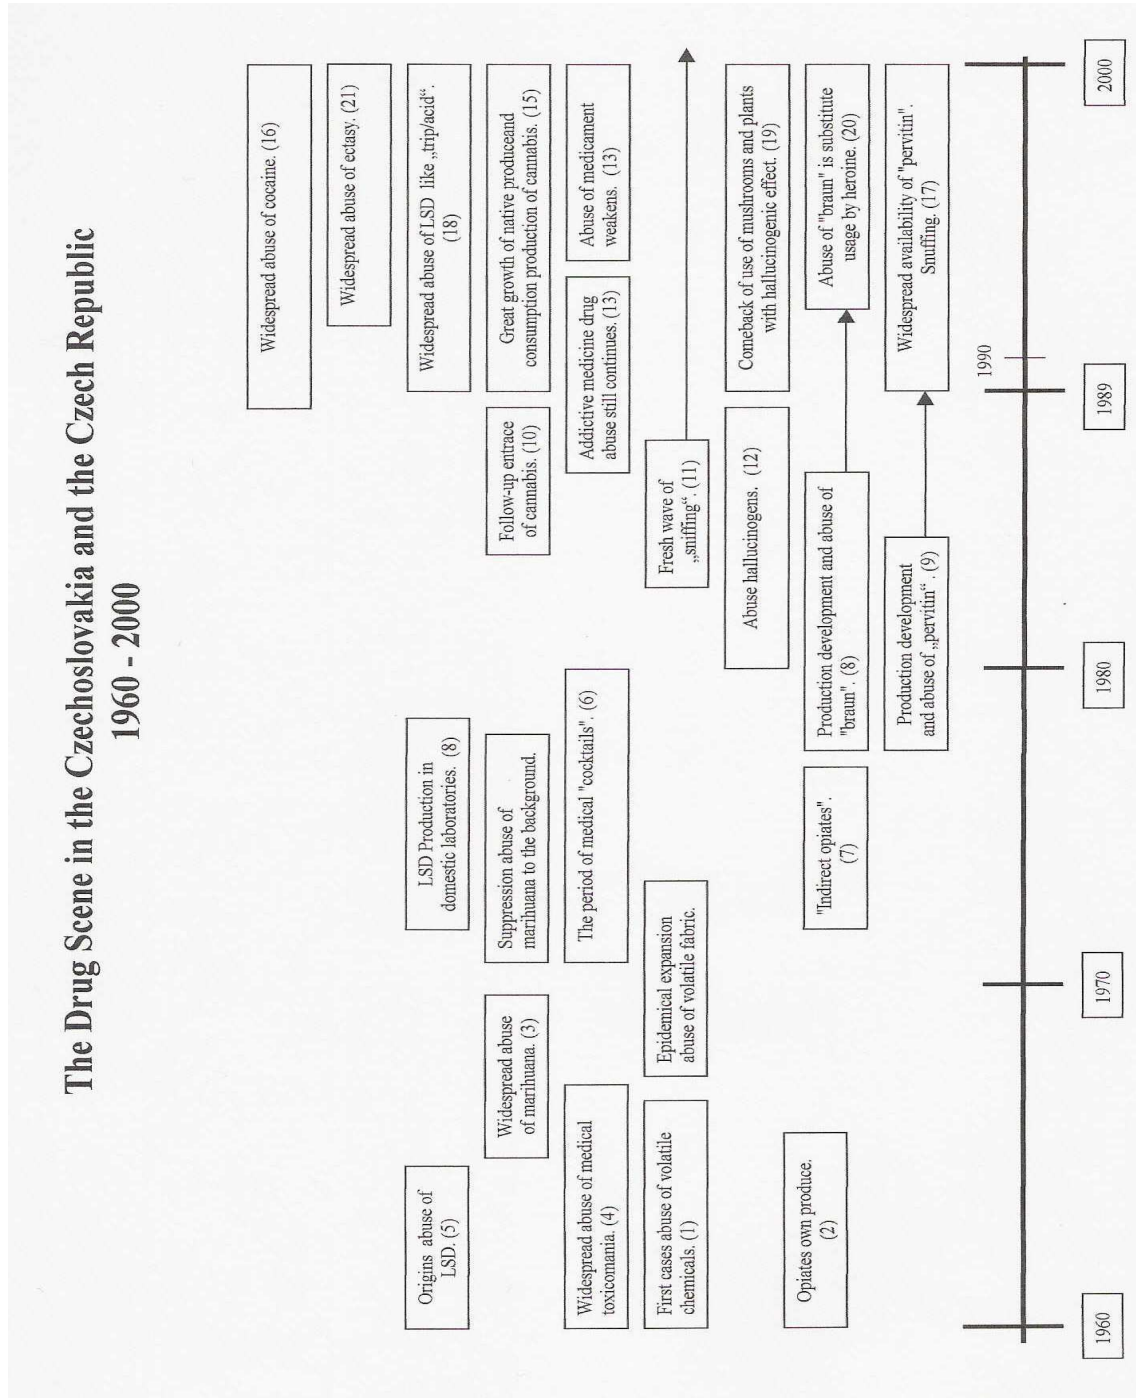 The Drug Scene in the Czechoslovakia and the Czech Republic
1960 - 2000
Widespread abuse of cocaine. (16)
Widespread abuse of ectasy. (21)
Origins abuse of
LSD. (5)
LSD Production in
domestic laboratories. (8)
Widespread abuse of LSD like „trip/acid“.
(18)
Widespread abuse
of marihuana. (3)
Suppression abuse of
marihuana to the background.
Follow-up entrace
of cannabis. (10)
Great growth of native produceand
consumption production of cannabis. (15)
Widespread abuse of medical
toxicomania. (4)
The period of medical "cocktails". (6)
Addictive medicine drug
abuse still continues. (13)
Abuse of medicament
weakens. (13)
First cases abuse of volatile
chemicals. (1)
Epidemical expansion
abuse of volatile fabric.
Fresh wave of
„sniffing“. (11)
Abuse hallucinogens. (12)
Comeback of use of mushrooms and plants
with hallucinogenic effect. (19)
Opiates own produce.
(2)
"Indirect opiates".
(7)
Production development and abuse of
"braun". (8)
Abuse of "braun" is substitute
usage by heroine. (20)
Production development
and abuse of „pervitin“. (9)
Widespread availability of "pervitin".
Snuffing. (17)
1990
1960
1970
1980
1989
2000